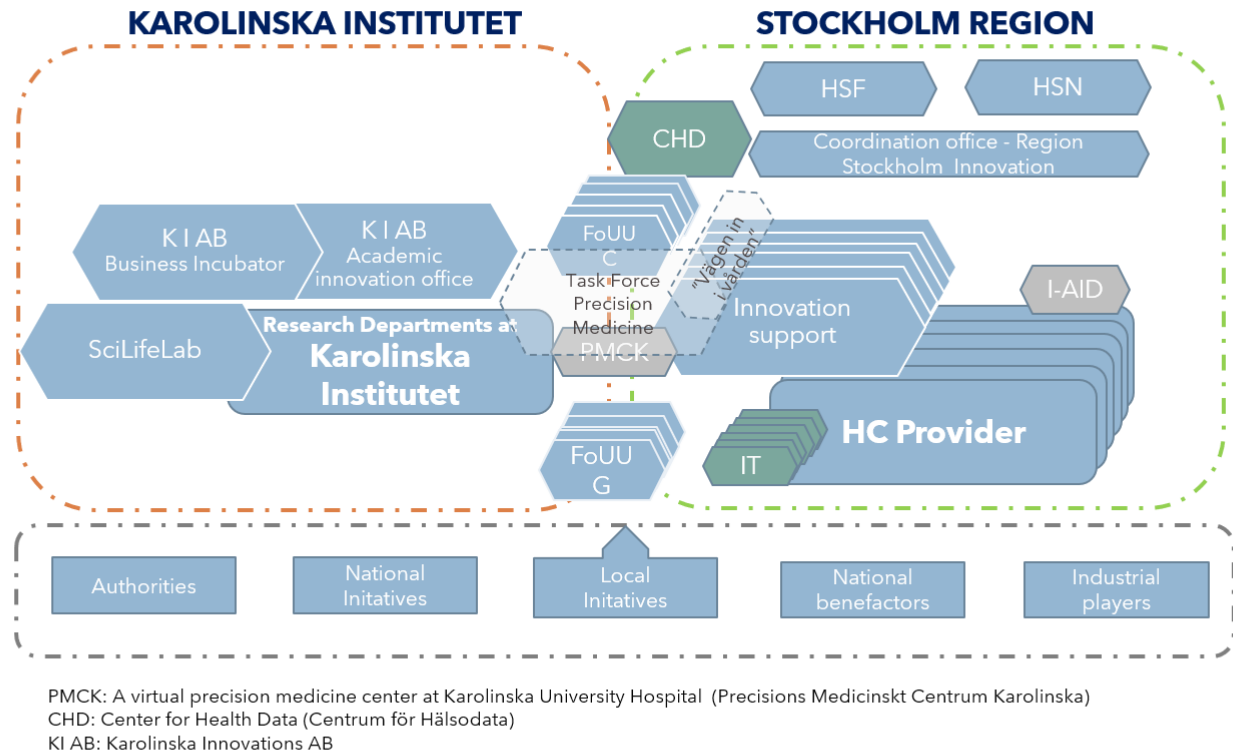 KAROLINSKA INSTITUTET
STOCKHOLM REGION
HSF
HSN
CHD
Coordination office - Region
Stockholm Innovation
FoUU
C
"Vägen in
i vården"
K I AB
Business Incubator
K I AB
Academic
innovation office
Task Force
Precision
Medicine
Innovation
support
I-AID
SciLifeLab
Research Departments at
Karolinska
Institutet
PMCK
HC Provider
IT
FoUU
G
Authorities
National
Initatives
Local
Initatives
National
benefactors
Industrial
players
PMCK: A virtual precision medicine center at Karolinska University Hospital (Precisions Medicinskt Centrum Karolinska)
CHD: Center for Health Data (Centrum för Hälsodata)
KI AB: Karolinska Innovations AB